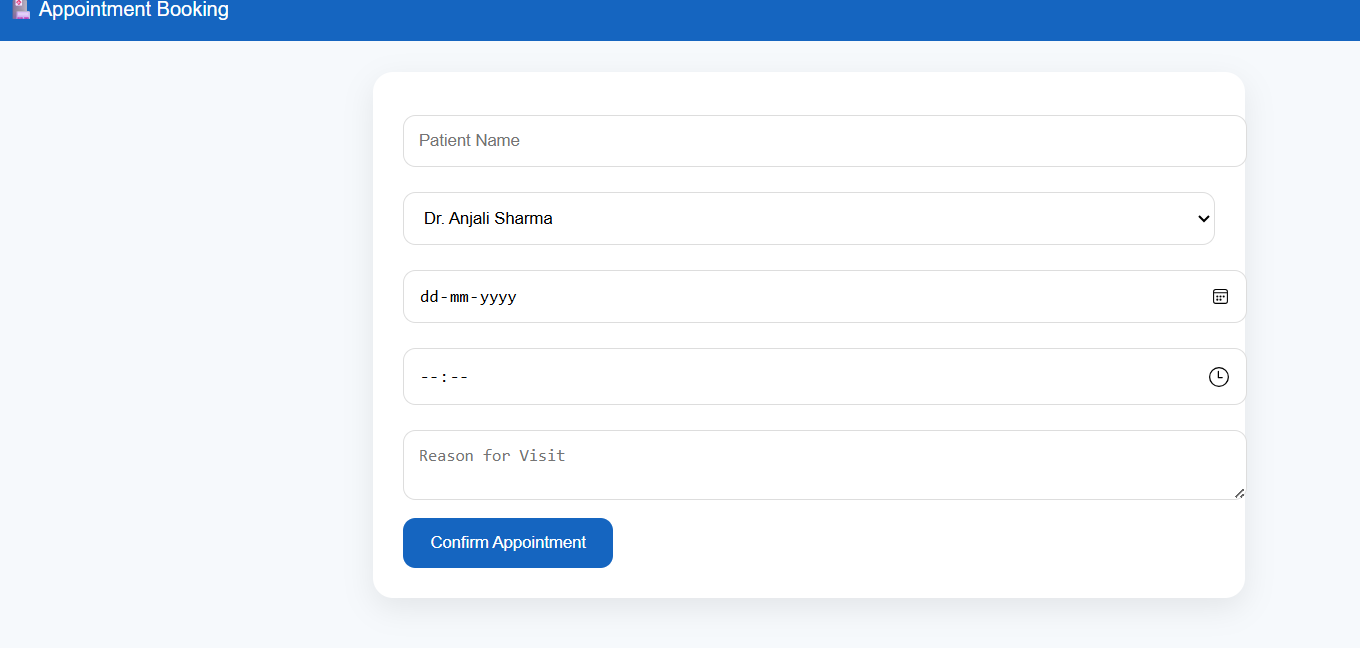 Appointment Booking
Patient Name
Dr. Anjali Sharma
dd-mm-yyyy
--:--
Reason for Visit
Confirm Appointment